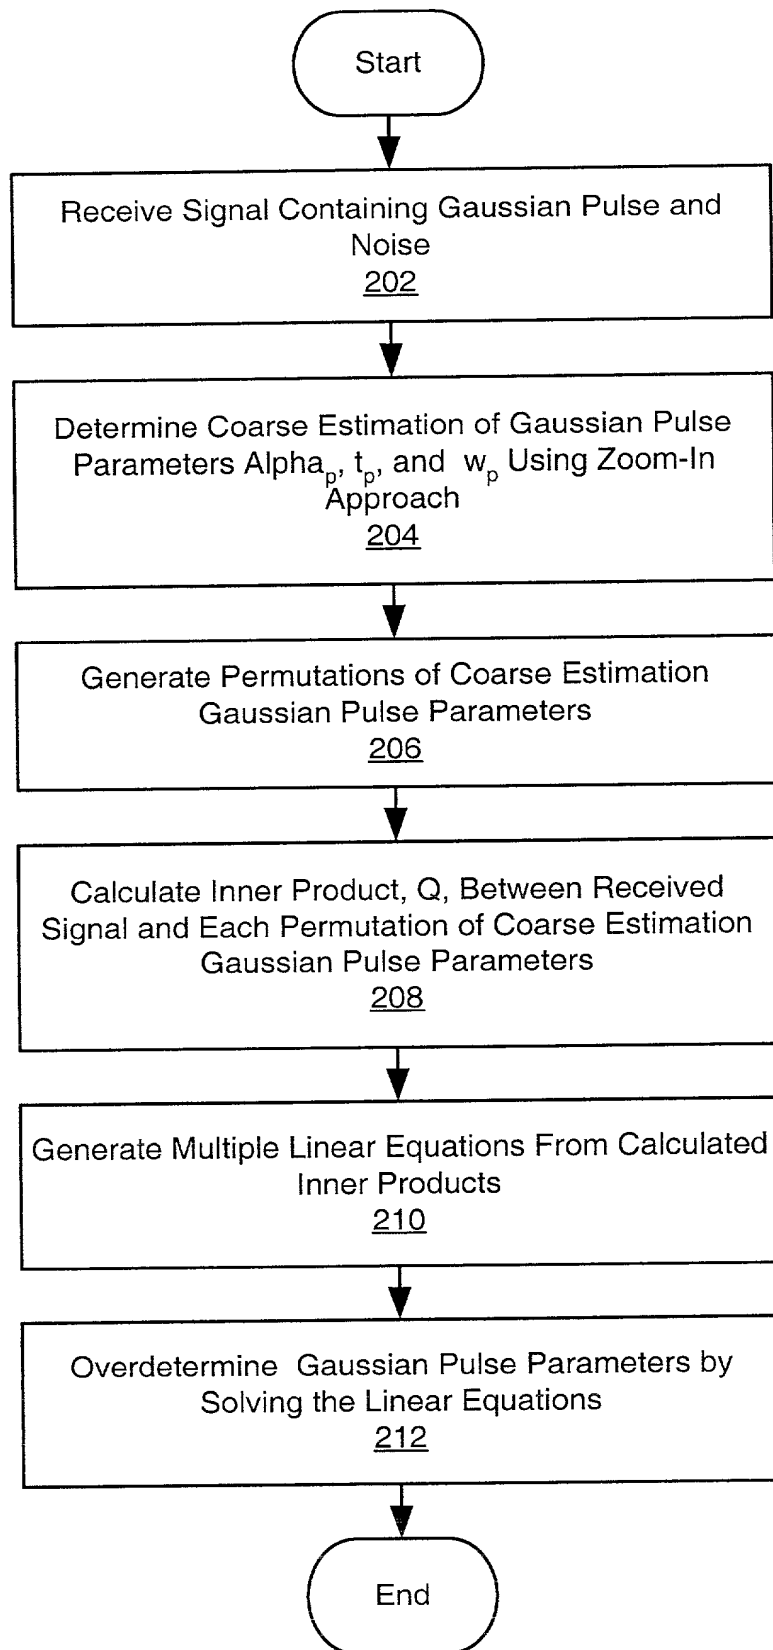 Start
Receive Signal Containing Gaussian Pulse and
Noise
202
Determine Coarse Estimation of Gaussian Pulse
Parameters Alphap, tp, and wp Using Zoom-In
Approach
204
Generate Permutations of Coarse Estimation
Gaussian Pulse Parameters
206
Calculate Inner Product, Q, Between Received
Signal and Each Permutation of Coarse Estimation
Gaussian Pulse Parameters
208
Generate Multiple Linear Equations From Calculated
Inner Products
210
Overdetermine Gaussian Pulse Parameters by
Solving the Linear Equations
212
End